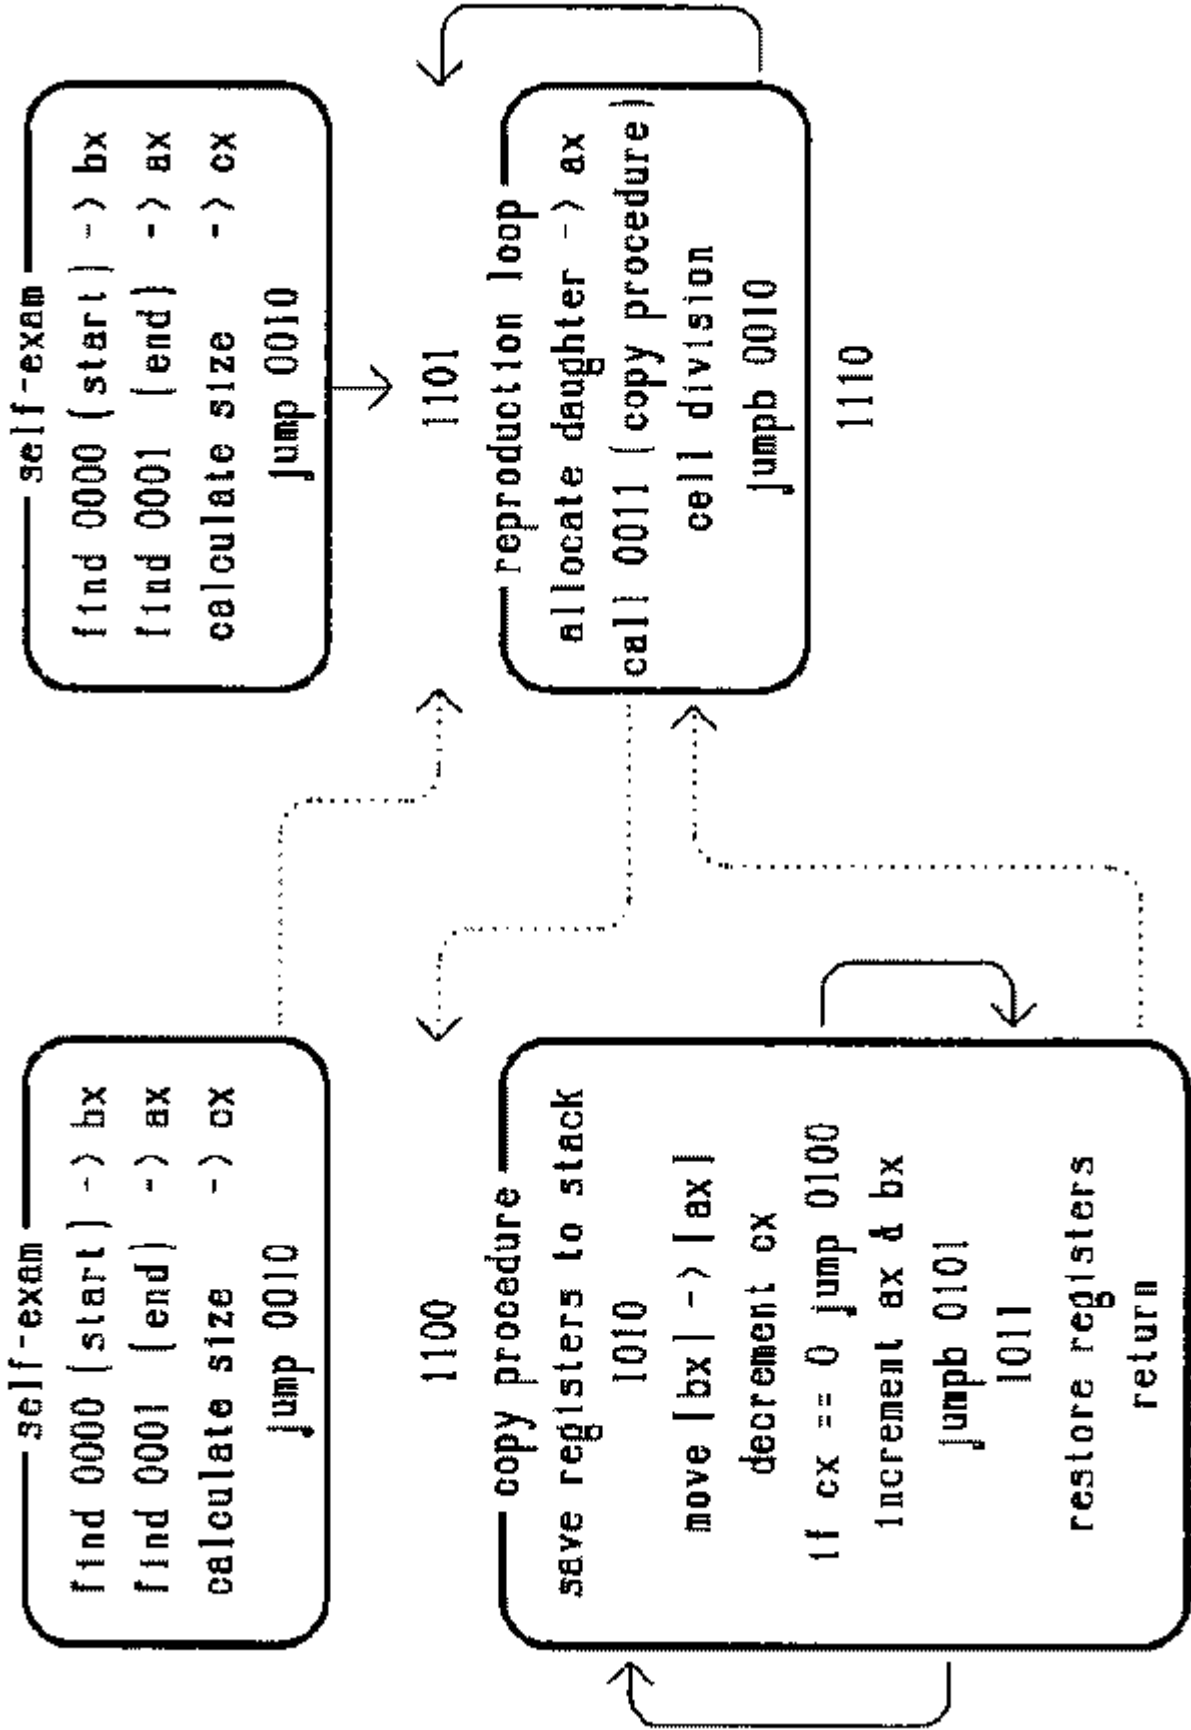 self-exam
find 0000 [start] -> bx
find 0001 [end] -> ax
calculate size -> cx
jump 0010
1100
copy procedure
save registers to stack
1010
move [bx] -> [ax]
decrement cx
if cx == 0 jump 0100
increment ax & bx
jumpb 0101
1011
restore registers
return
self-exam
find 0000 [start] -> bx
find 0001 [end] -> ax
calculate size -> cx
jump 0010
1101
reproduction loop
allocate daughter -> ax
call 0011 (copy procedure)
cell division
jumpb 0010
1110